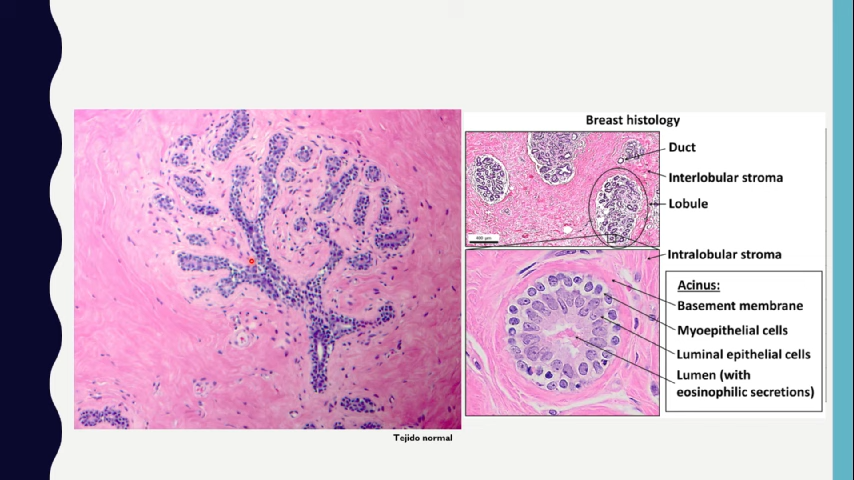 Breast histology
Duct
Interlobular stroma
Lobule
Intralobular stroma
Acinus:
Basement membrane
Myoepithelial cells
Luminal epithelial cells
Lumen (with
eosinophilic secretions)
Tejido normal